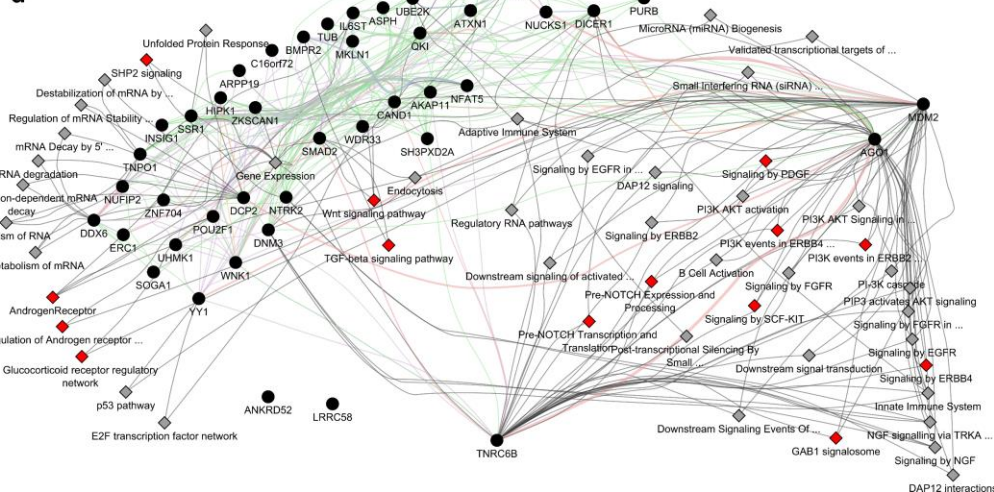 UBE2K
PURB
ASPH
IL6ST
ATXN1
NUCKS1
DICER1
MicroRNA (miRNA) Biogenesis
TUB
BMPR2
QKI
Unfolded Protein Response
MKLN1
Validated transcriptional targets of ...
C16orf72
SHP2 signaling
ARPP19
Small Interfering RNA (siRNA) ...
Destabilization of mRNA by ...
HIPK1
NFAT5
AKAP11
CAND1
MDM2
Regulation of mRNA Stability ...
SSR1
ZKSCAN1
INSIG1
Adaptive Immune System
WDR33
mRNA Decay by 5' ...
SMAD2
SH3PXD2A
AGO1
TNPO1
Signaling by EGFR in ...
RNA degradation
Gene Expression
Signaling by PDGF
DAP12 signaling
Endocytosis
on-dependent mRNA
decay
NUFIP2
ZNF704
DCP2
NTRK2
Wnt signaling pathway
PI3K AKT activation
PI3K AKT Signaling in ...
Regulatory RNA pathways
sm of RNA
DDX6
POU2F1
Signaling by ERBB2
ERC1
DNM3
PI3K events in ERBB4 ...
UHMK1
TGF-beta signaling pathway
PI3K events in ERBB2 ...
tabolism of mRNA
B Cell Activation
Downstream signaling of activated ...
WNK1
SOGA1
Signaling by FGFR
PI-3K cascade
Pre-NOTCH Expression and
Processing
PIP3 activates AKT signaling
AndrogenReceptor
YY1
Signaling by SCF-KIT
Signaling by FGFR in ...
ulation of Androgen receptor ...
Pre-NOTCH Transcription and
Translation
Post-transcriptional Silencing By
Small ...
Signaling by EGFR
Glucocorticoid receptor regulatory
network
Downstream signal transduction
Signaling by ERBB4
p53 pathway
ANKRD52
LRRC58
Innate Immune System
E2F transcription factor network
Downstream Signaling Events Of ...
NGF signalling via TRKA ...
TNRC6B
GAB1 signalosome
Signaling by NGF
DAP12 interactions